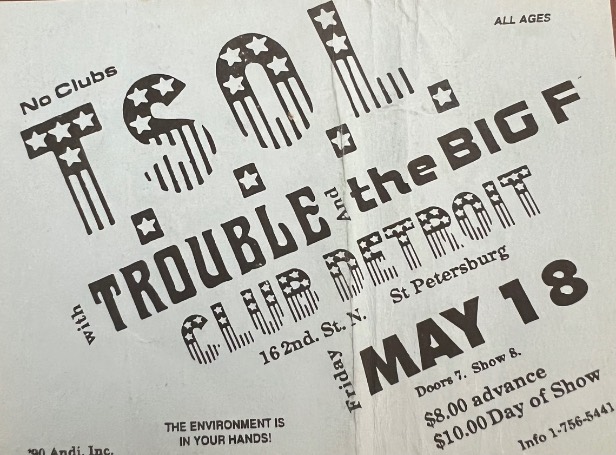 ALL AGES
No Clubs
T.S.O.L.
with TROUBLE And the BIG F
CLUB DETROIT
16 2nd. St. N. St Petersburg
Friday MAY 18
Doors 7. Show 8.
$8.00 advance
$10.00 Day of Show
Info 1-756-5441
THE ENVIRONMENT IS
IN YOUR HANDS!
'90 Andi, Inc.